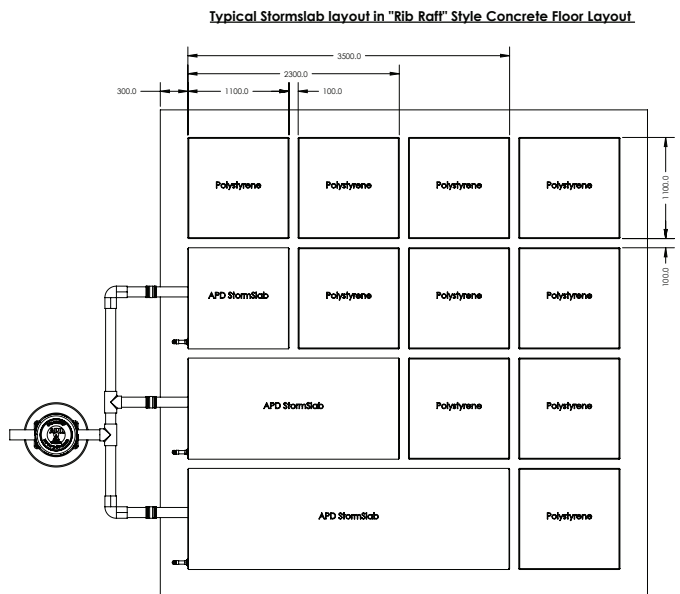 Typical Stormslab layout in "Rib Raft" Style Concrete Floor Layout
3500.0
2300.0
300.0 1100.0 100.0
Polystyrene Polystyrene Polystyrene Polystyrene
1100.0
APD StormSlab Polystyrene Polystyrene Polystyrene
100.0
APD StormSlab Polystyrene Polystyrene
APD StormSlab Polystyrene